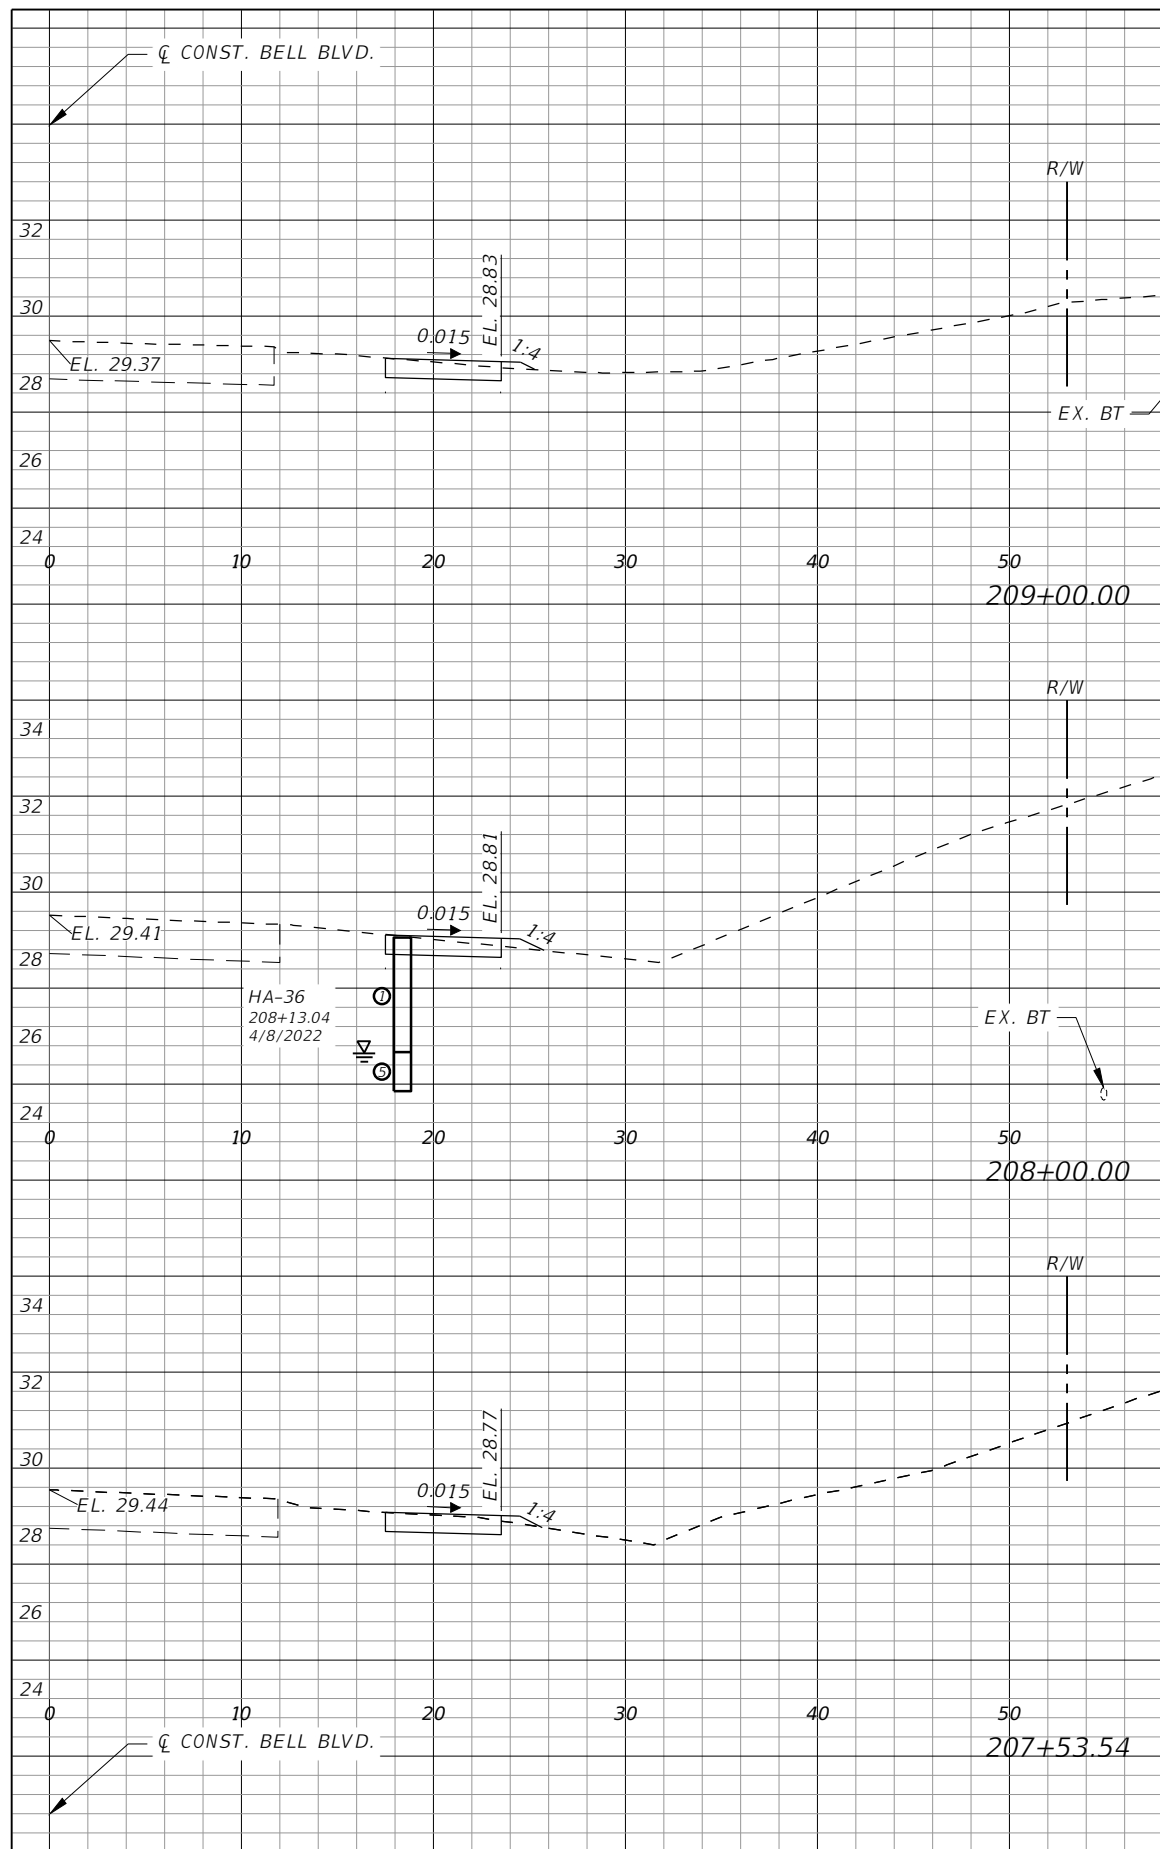 ℄ CONST. BELL BLVD.
R/W
32
EL. 28.83
30
0.015
1:4
EL. 29.37
28
EX. BT
26
24
0 10 20 30 40 50
209+00.00
R/W
34
32
EL. 28.81
30
0.015
1:4
EL. 29.41
28
HA-36
208+13.04
4/8/2022
1
EX. BT
26
5
24
0 10 20 30 40 50
208+00.00
R/W
34
32
EL. 28.77
30
0.015
1:4
EL. 29.44
28
26
24
0 10 20 30 40 50
℄ CONST. BELL BLVD.
207+53.54